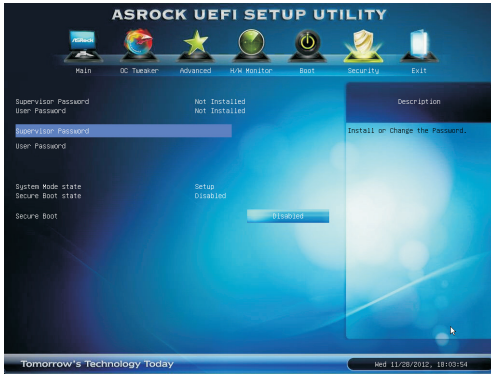 ASROCK UEFI SETUP UTILITY
ASRock
Main OC Tweaker Advanced H/W Monitor Boot Security Exit
Supervisor Password Not Installed
User Password Not Installed
Supervisor Password
User Password
System Mode state Setup
Secure Boot state Disabled
Secure Boot Disabled
Description
Install or Change the Password.
Tomorrow's Technology Today
Wed 11/28/2012, 18:03:54